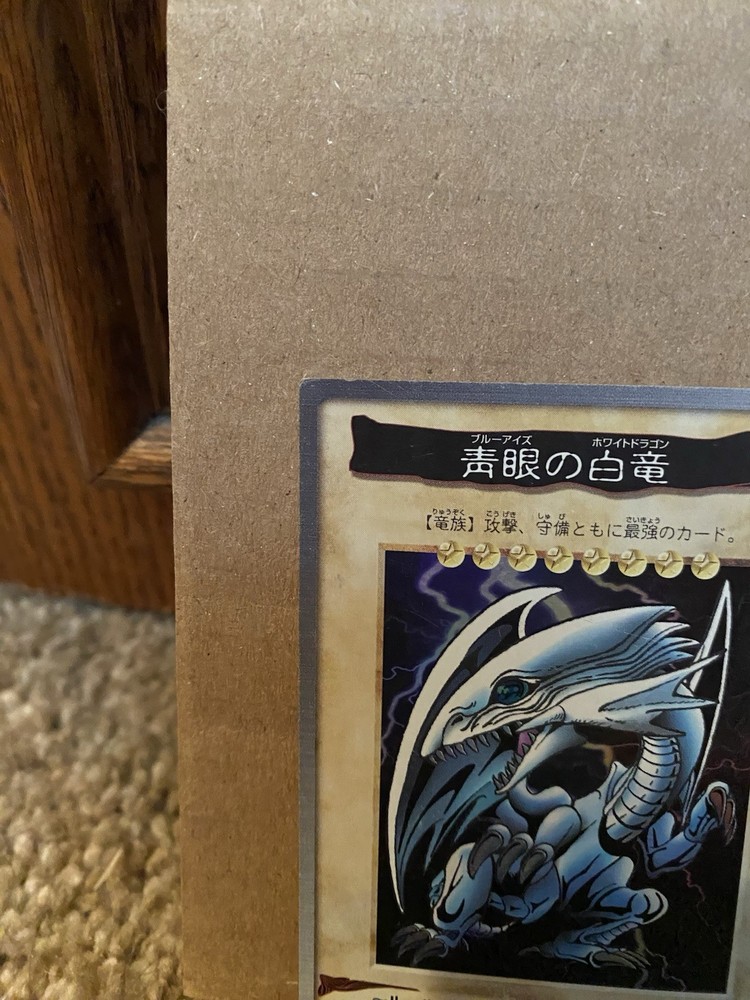 ブルーアイズ ホワイトドラゴン
青眼の白竜
りゅうぞく こうげき しゅび さいきょう
【竜族】攻撃、守備ともに最強のカード。